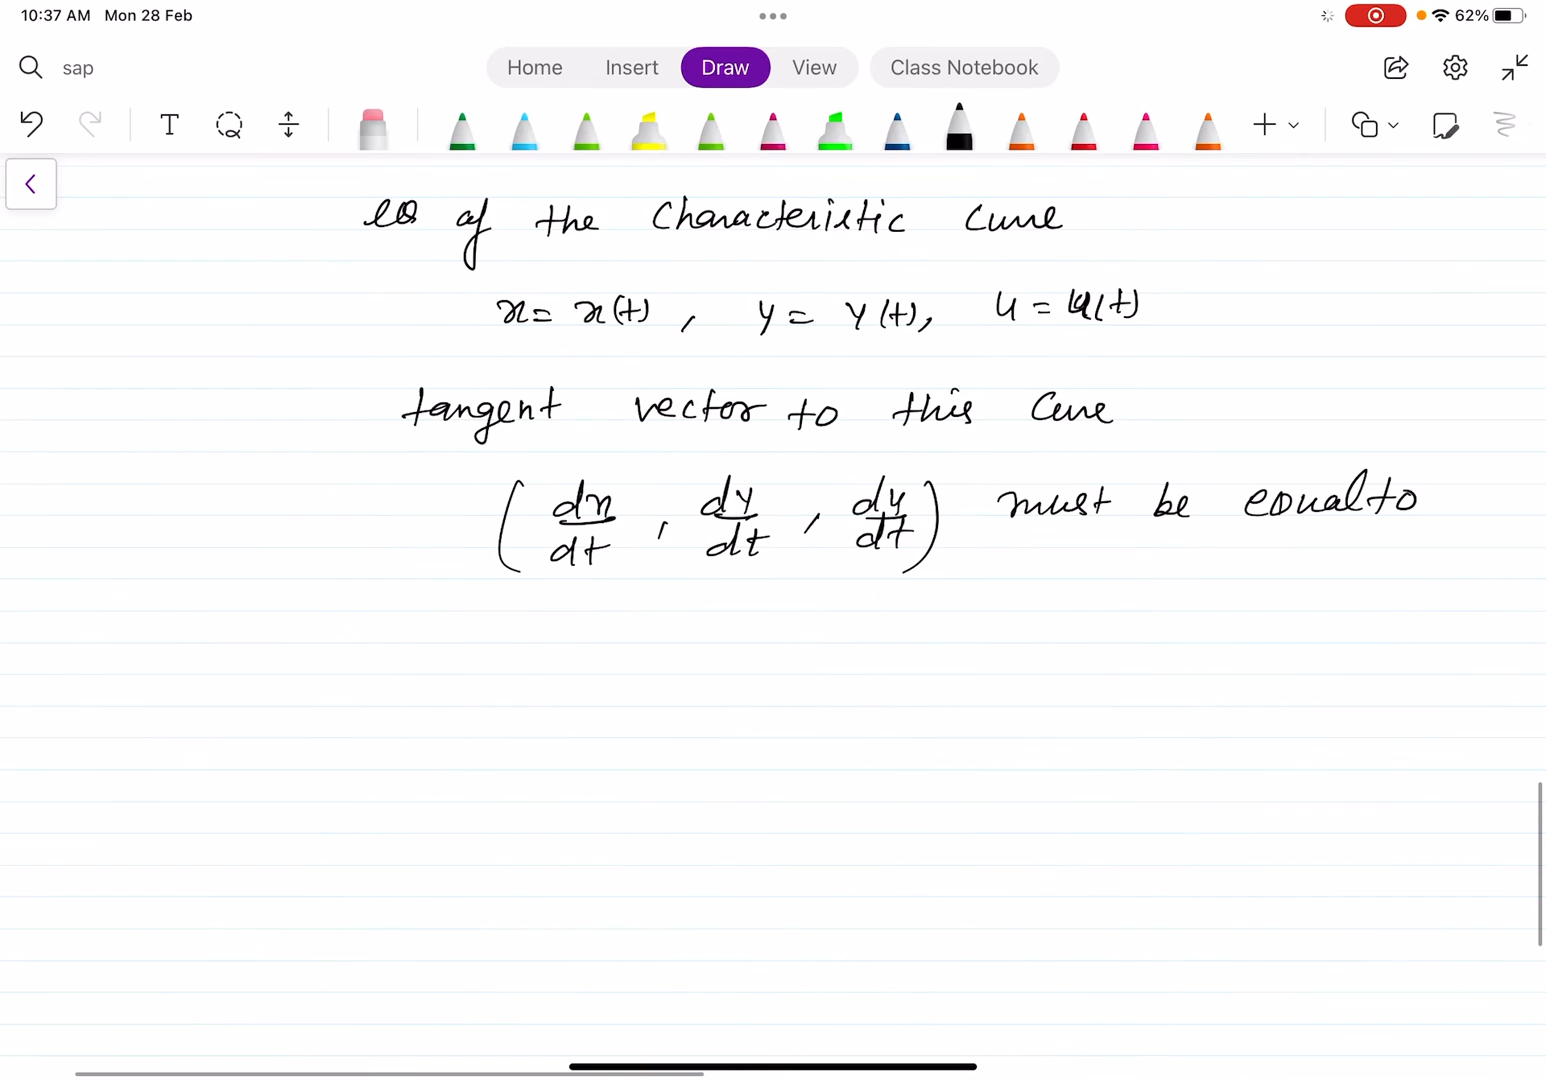 10:37 AM Mon 28 Feb
62%
sap
Home Insert Draw View Class Notebook
T
eq of the Characteristic Curve
x = x(t) , y = y(t), u = u(t)
tangent vector to this Curve
( dx/dt , dy/dt , du/dt ) must be equal to